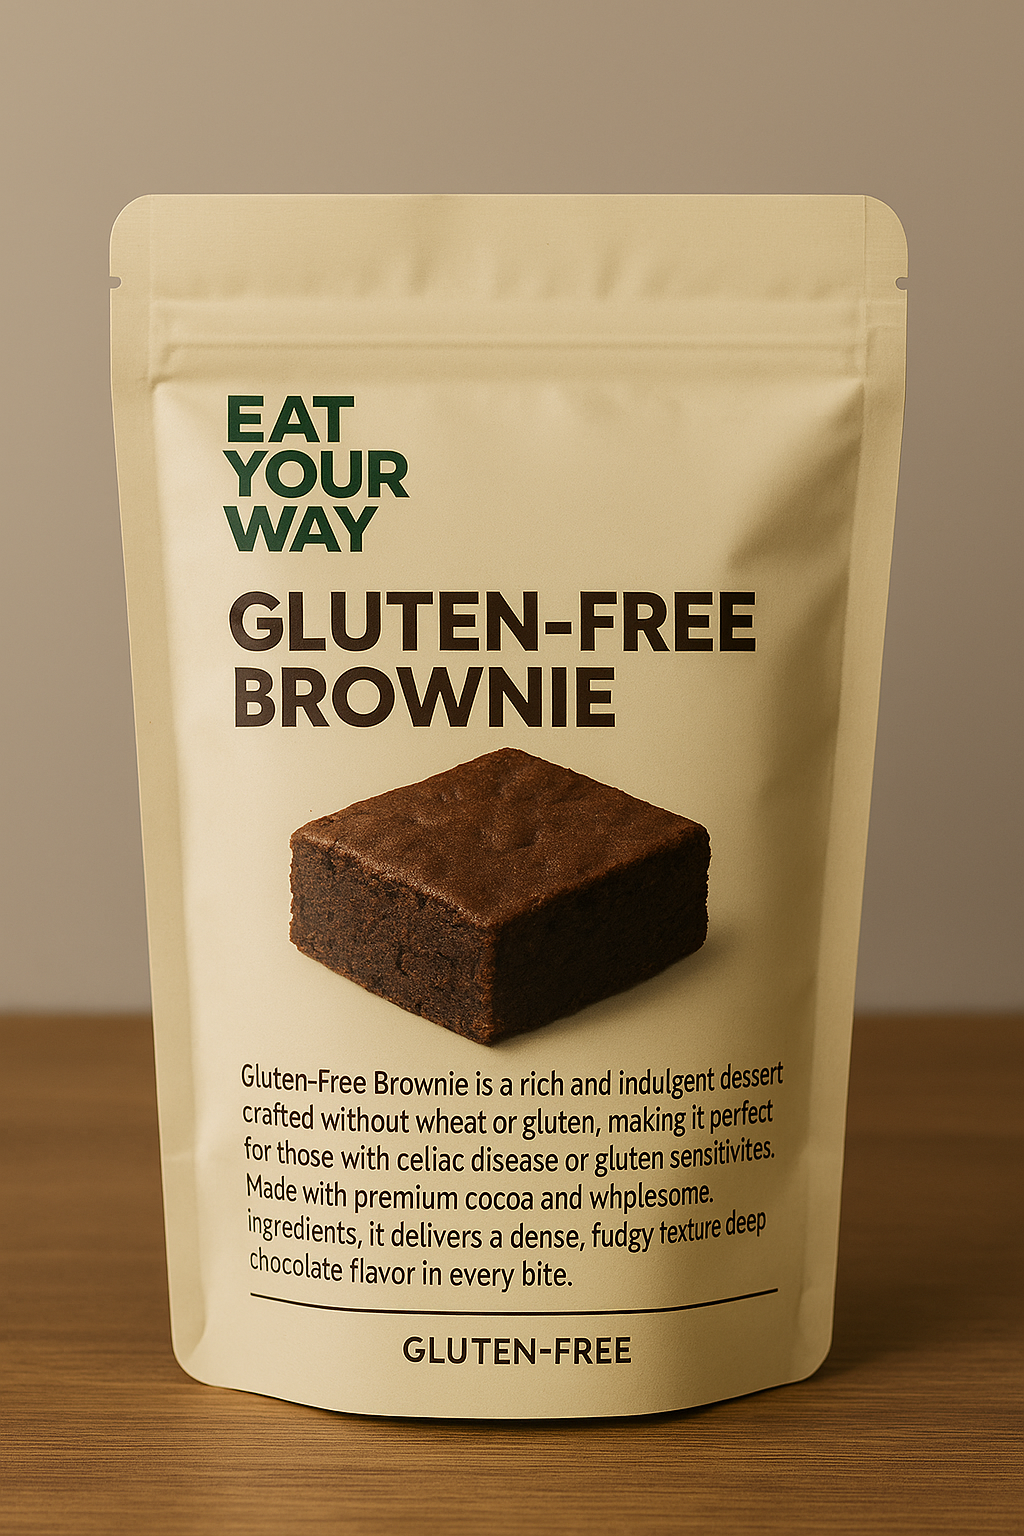 EAT
YOUR
WAY
GLUTEN-FREE
BROWNIE
Gluten-Free Brownie is a rich and indulgent dessert
crafted without wheat or gluten, making it perfect
for those with celiac disease or gluten sensitivites.
Made with premium cocoa and whplesome.
ingredients, it delivers a dense, fudgy texture deep
chocolate flavor in every bite.
GLUTEN-FREE